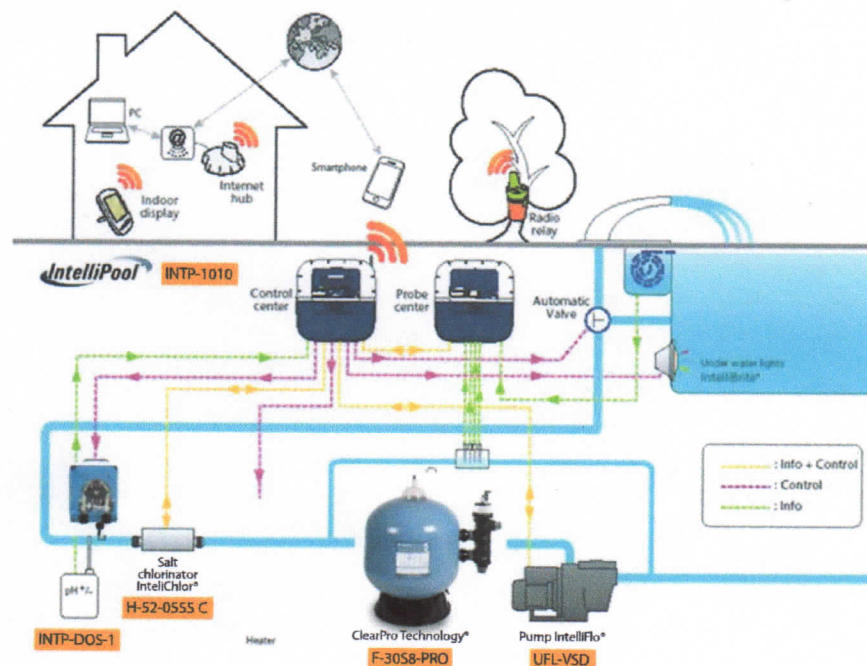 PC
Internet
hub
Indoor
display
Smartphone
Radio
relay
IntelliPool
INTP-1010
Control
center
Probe
center
Automatic
Valve
Under water lights
IntelliBrite®
: Info + Control
: Control
: Info
pH +/-
Salt
chlorinator
InteliChlor®
H-52-0555 C
INTP-DOS-1
Heater
ClearPro Technology®
F-30S8-PRO
Pump IntelliFlo®
UFL-VSD